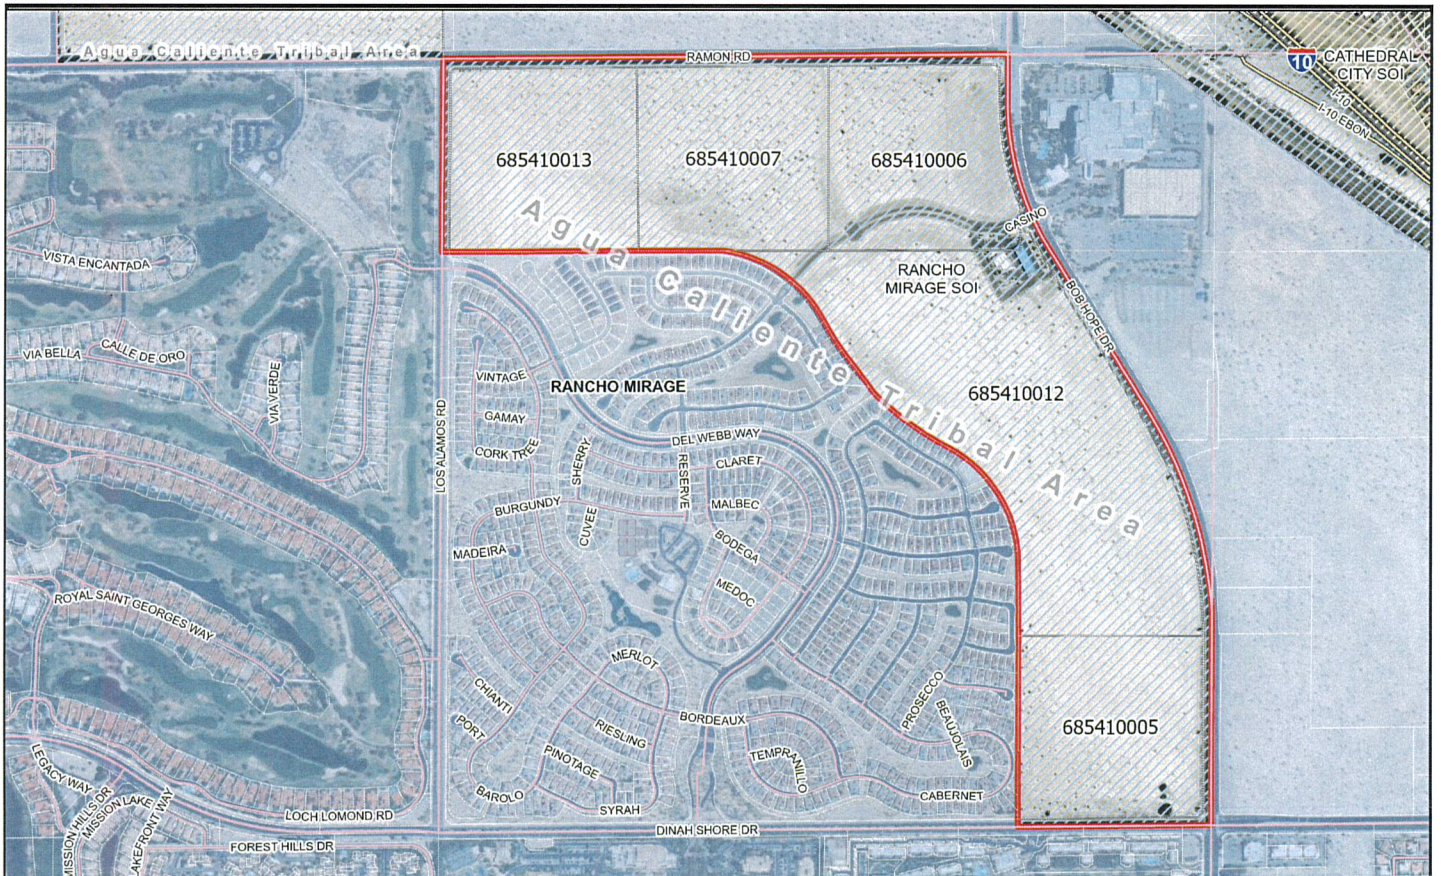 Agua Caliente Tribal Area
RAMON RD
10
CATHEDRAL
CITY SOI
I-10
I-10 EBON
685410013
685410007
685410006
Agua Caliente Tribal Area
CASINO
RANCHO
MIRAGE SOI
BOB HOPE DR
VISTA ENCANTADA
VIA BELLA
CALLE DE ORO
VIA VERDE
LOS ALAMOS RD
VINTAGE
RANCHO MIRAGE
685410012
GAMAY
CORK TREE
SHERRY
DEL WEBB WAY
RESERVE
CLARET
BURGUNDY
CUVEE
MALBEC
MADEIRA
BODEGA
MEDOC
ROYAL SAINT GEORGES WAY
MERLOT
CHIANTI
PORT
BORDEAUX
RIESLING
PROSECCO
BEAUJOLAIS
685410005
PINOTAGE
TEMPRANILLO
BAROLO
SYRAH
CABERNET
LEGACY WAY
MISSION HILLS DR
MISSION LAKE
LAKEFRONT WAY
LOCH LOMOND RD
FOREST HILLS DR
DINAH SHORE DR